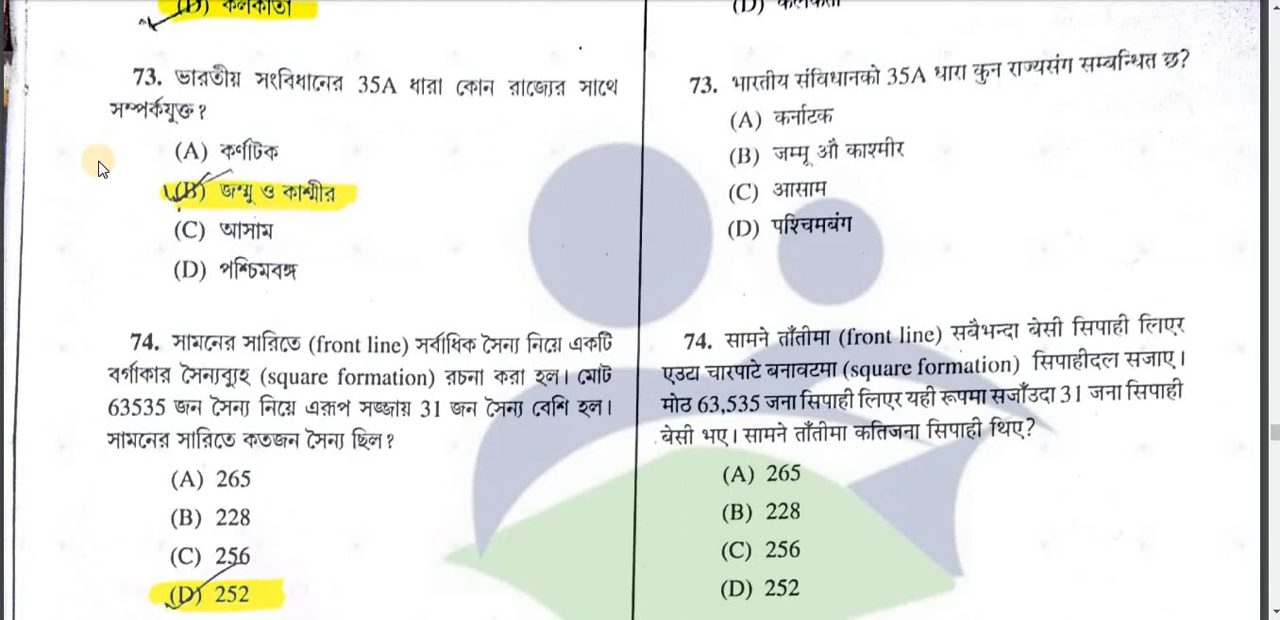 (D) কলকাতা
73. ভারতীয় সংবিধানের 35A ধারা কোন রাজ্যের সাথে
সম্পর্কযুক্ত?
(A) কর্ণাটক
(B) জম্মু ও কাশ্মীর
(C) আসাম
(D) পশ্চিমবঙ্গ
74. সামনের সারিতে (front line) সর্বাধিক সৈন্য নিয়ে একটি
বর্গাকার সৈন্যব্যুহ (square formation) রচনা করা হল। মোট
63535 জন সৈন্য নিয়ে এরূপ সজ্জায় 31 জন সৈন্য বেশি হল।
সামনের সারিতে কতজন সৈন্য ছিল?
(A) 265
(B) 228
(C) 256
(D) 252
(D) कलकता
73. भारतीय संविधानको 35A धारा कुन राज्यसंग सम्बन्धित छ?
(A) कर्नाटक
(B) जम्मू औ काश्मीर
(C) आसाम
(D) पश्चिमबंग
74. सामने ताँतीमा (front line) सबैभन्दा बेसी सिपाही लिएर
एउटा चारपाटे बनावटमा (square formation) सिपाहीदल सजाए।
मोठ 63,535 जना सिपाही लिएर यही रूपमा सजाँउदा 31 जना सिपाही
बेसी भए। सामने ताँतीमा कतिजना सिपाही थिए?
(A) 265
(B) 228
(C) 256
(D) 252